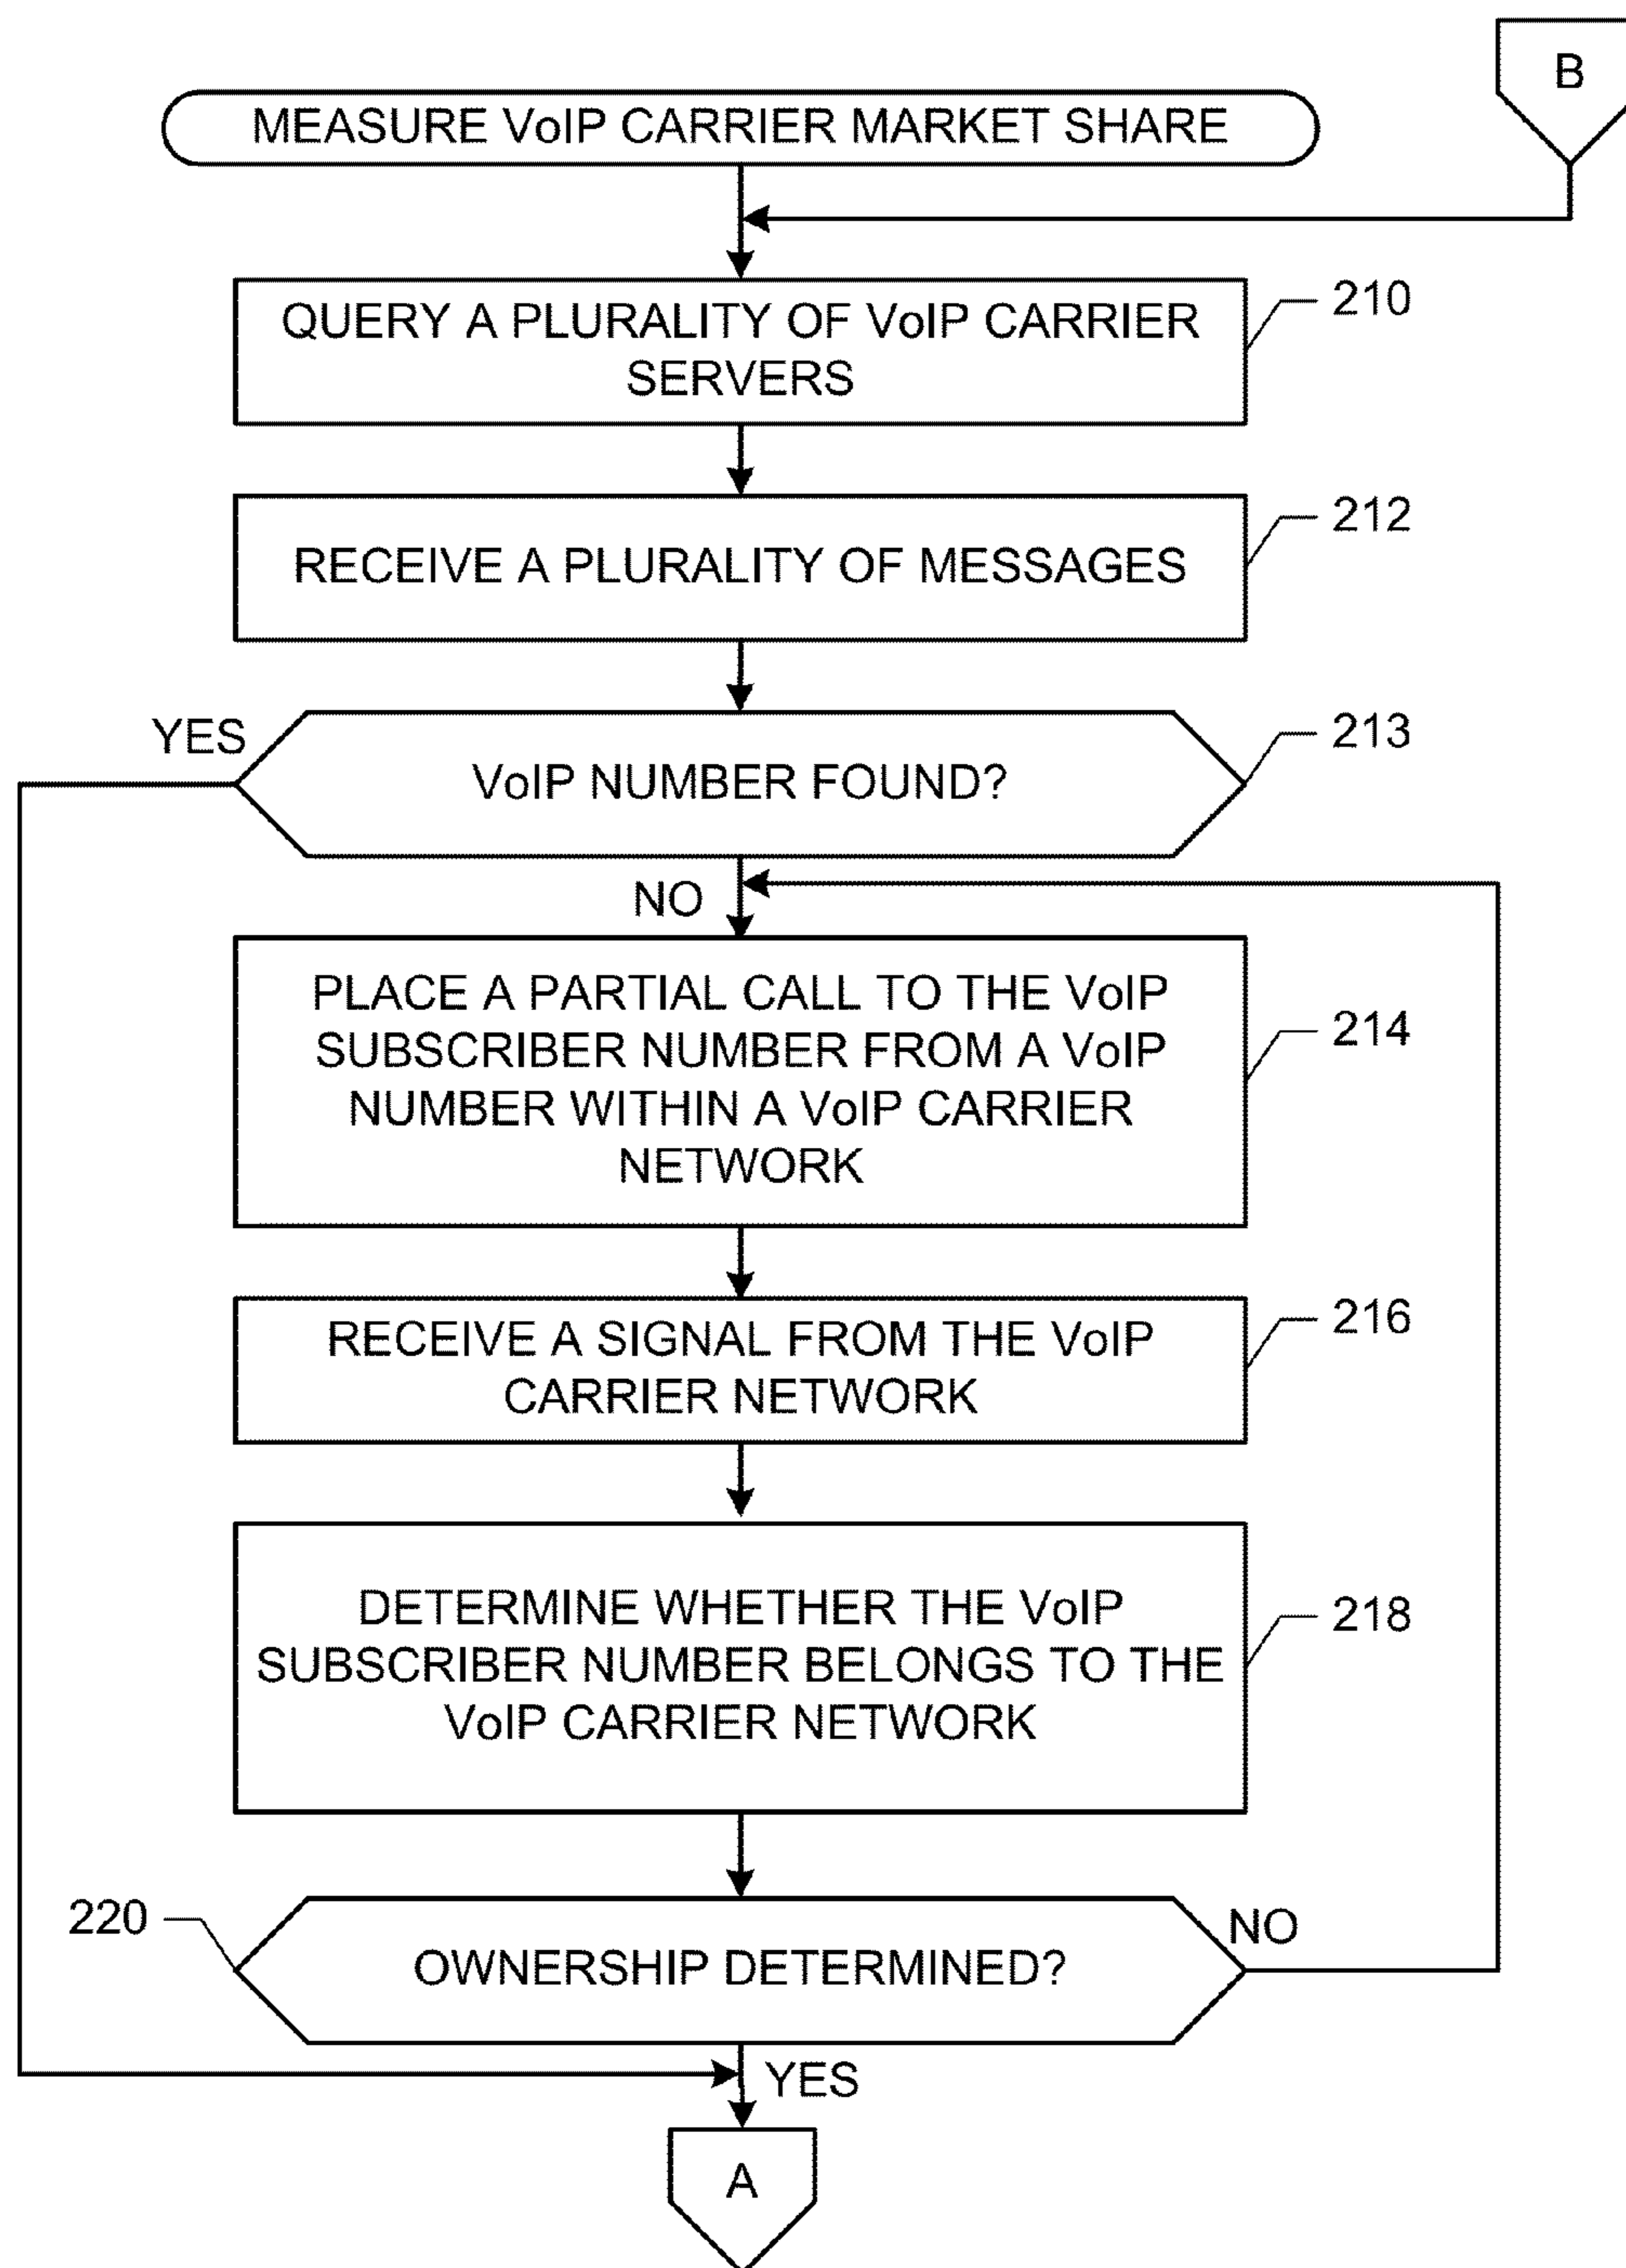 B
MEASURE VoIP CARRIER MARKET SHARE
QUERY A PLURALITY OF VoIP CARRIER
SERVERS
210
RECEIVE A PLURALITY OF MESSAGES
212
YES
VoIP NUMBER FOUND?
213
NO
PLACE A PARTIAL CALL TO THE VoIP
SUBSCRIBER NUMBER FROM A VoIP
NUMBER WITHIN A VoIP CARRIER
NETWORK
214
RECEIVE A SIGNAL FROM THE VoIP
CARRIER NETWORK
216
DETERMINE WHETHER THE VoIP
SUBSCRIBER NUMBER BELONGS TO THE
VoIP CARRIER NETWORK
218
220
OWNERSHIP DETERMINED?
NO
YES
A